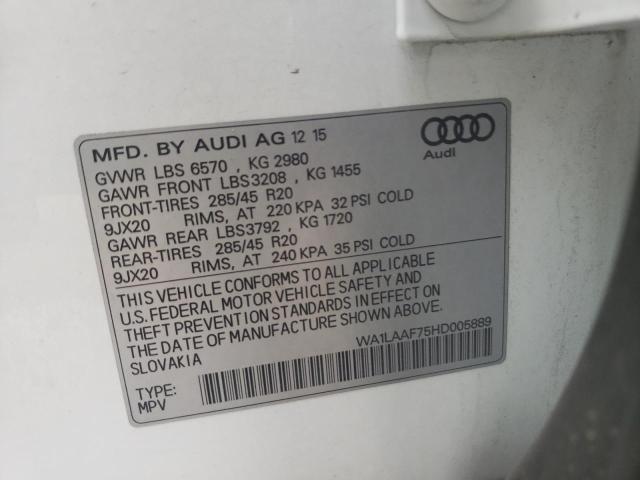 MFD. BY AUDI AG 12 15
GVWR LBS 6570 , KG 2980
GAWR FRONT LBS3208 , KG 1455
FRONT-TIRES 285/45 R20
9JX20 RIMS, AT 220 KPA 32 PSI COLD
GAWR REAR LBS3792 , KG 1720
REAR-TIRES 285/45 R20
9JX20 RIMS, AT 240 KPA 35 PSI COLD
THIS VEHICLE CONFORMS TO ALL APPLICABLE
U.S. FEDERAL MOTOR VEHICLE SAFETY AND
THEFT PREVENTION STANDARDS IN EFFECT ON
THE DATE OF MANUFACTURE SHOWN ABOVE.
SLOVAKIA
Audi
WA1LAAF75HD005889
TYPE:
MPV